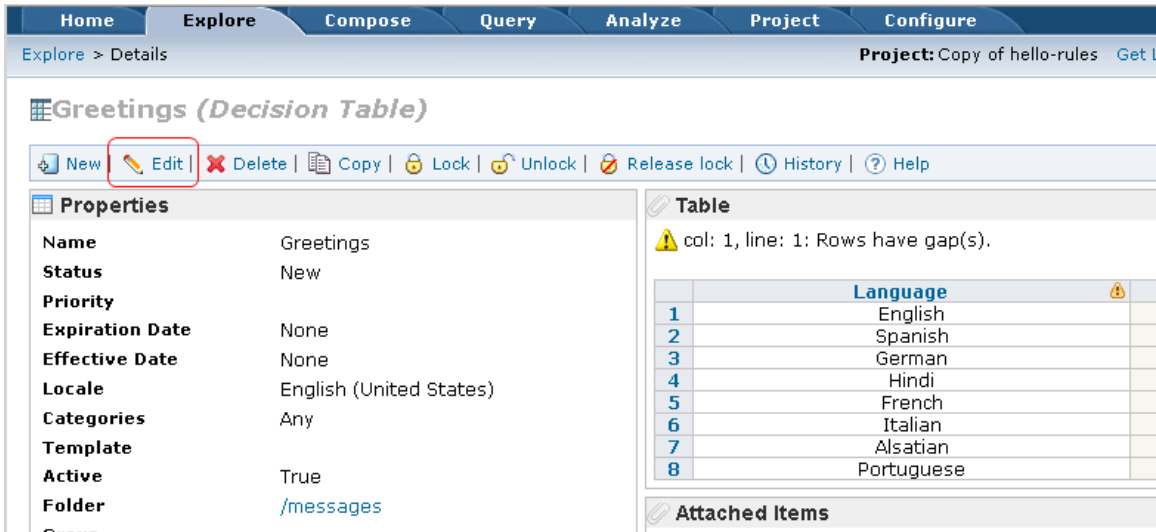 Home Explore Compose Query Analyze Project Configure
Explore > Details Project: Copy of hello-rules Get
Greetings (Decision Table)
New | Edit | Delete | Copy | Lock | Unlock | Release lock | History | Help
Properties
Name Greetings
Status New
Priority
Expiration Date None
Effective Date None
Locale English (United States)
Categories Any
Template
Active True
Folder /messages
Table
col: 1, line: 1: Rows have gap(s).
Language
1 English
2 Spanish
3 German
4 Hindi
5 French
6 Italian
7 Alsatian
8 Portuguese
Attached Items